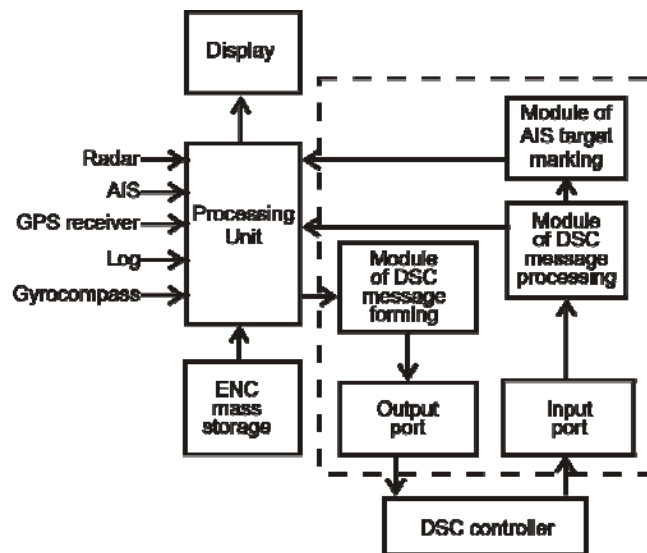 Display
Module of
AIS target
marking
Radar
AIS
GPS receiver
Log
Gyrocompass
Processing
Unit
Module
of DSC
message
processing
Module
of DSC
message
forming
ENC
mass
storage
Output
port
Input
port
DSC controller